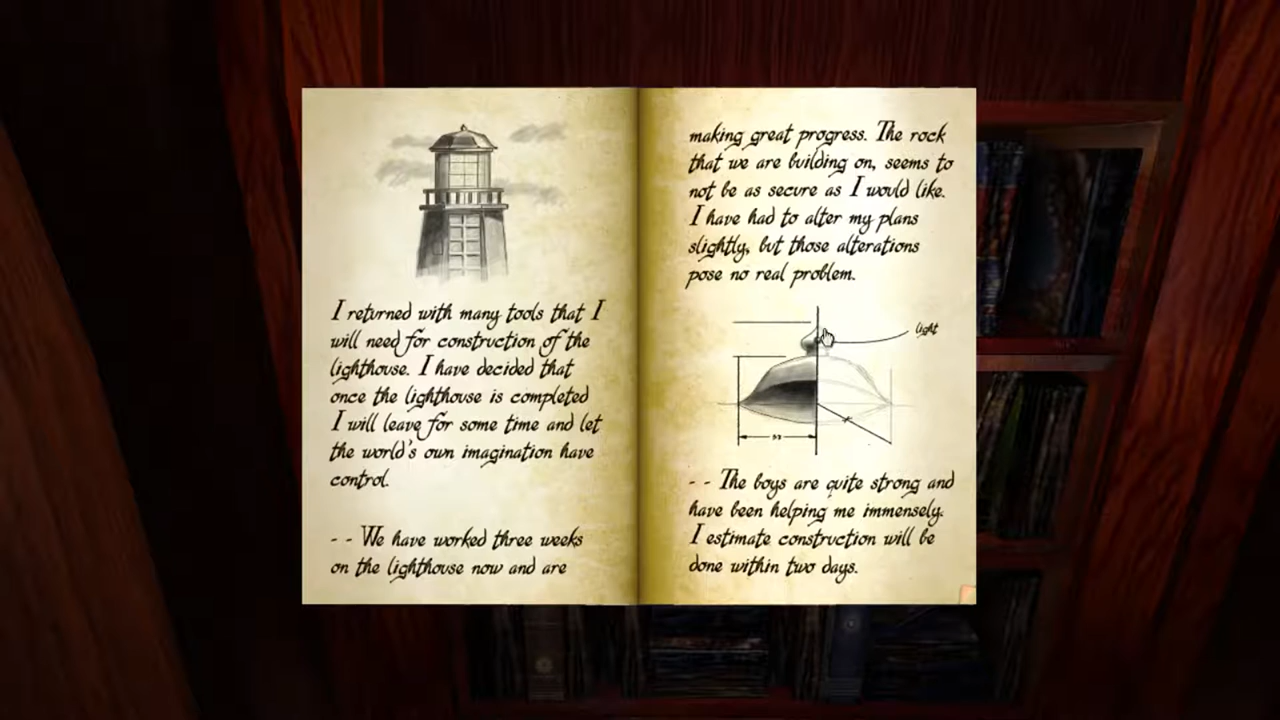 I returned with many tools that I
will need for construction of the
lighthouse. I have decided that
once the lighthouse is completed
I will leave for some time and let
the world's own imagination have
control.
- - We have worked three weeks
on the lighthouse now and are
making great progress. The rock
that we are building on, seems to
not be as secure as I would like.
I have had to alter my plans
slightly, but those alterations
pose no real problem.
light
- - The boys are quite strong and
have been helping me immensely.
I estimate construction will be
done within two days.